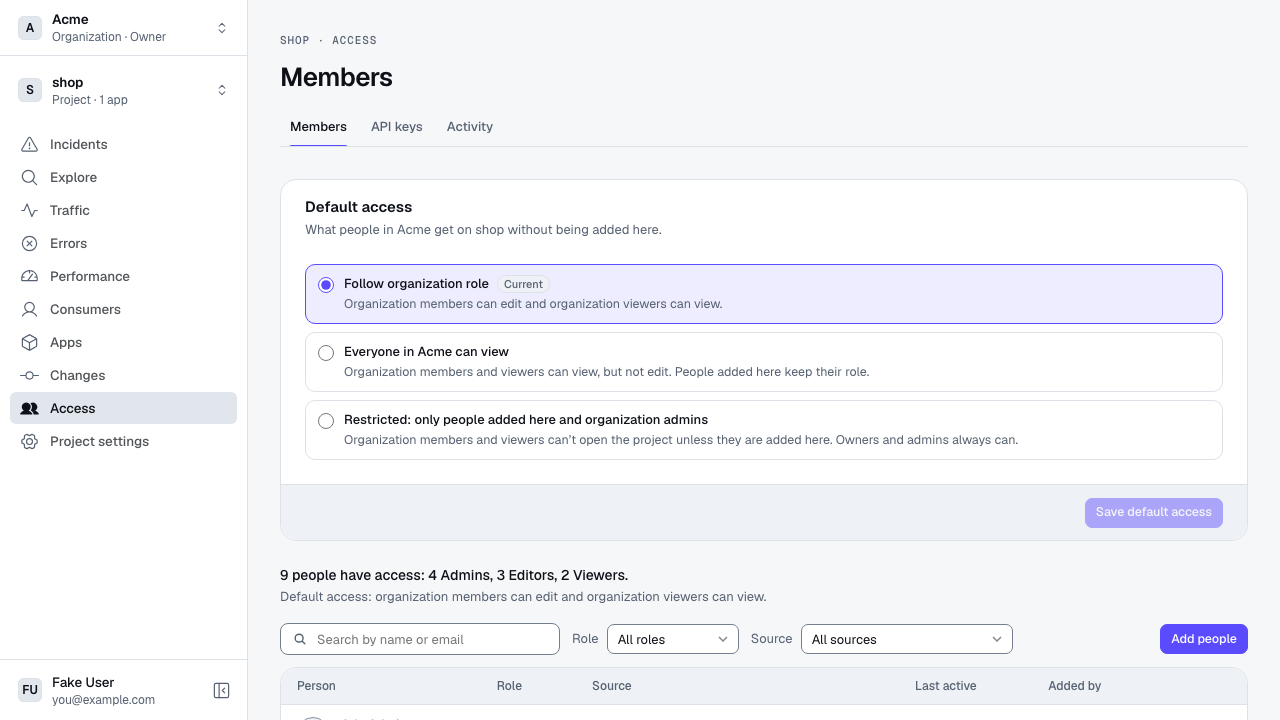 A
Acme
Organization · Owner
S
shop
Project · 1 app
Incidents
Explore
Traffic
Errors
Performance
Consumers
Apps
Changes
Access
Project settings
FU
Fake User
you@example.com
SHOP · ACCESS
Members
Members API keys Activity
Default access
What people in Acme get on shop without being added here.
Follow organization role Current
Organization members can edit and organization viewers can view.
Everyone in Acme can view
Organization members and viewers can view, but not edit. People added here keep their role.
Restricted: only people added here and organization admins
Organization members and viewers can't open the project unless they are added here. Owners and admins always can.
Save default access
9 people have access: 4 Admins, 3 Editors, 2 Viewers.
Default access: organization members can edit and organization viewers can view.
Search by name or email Role All roles Source All sources Add people
Person Role Source Last active Added by